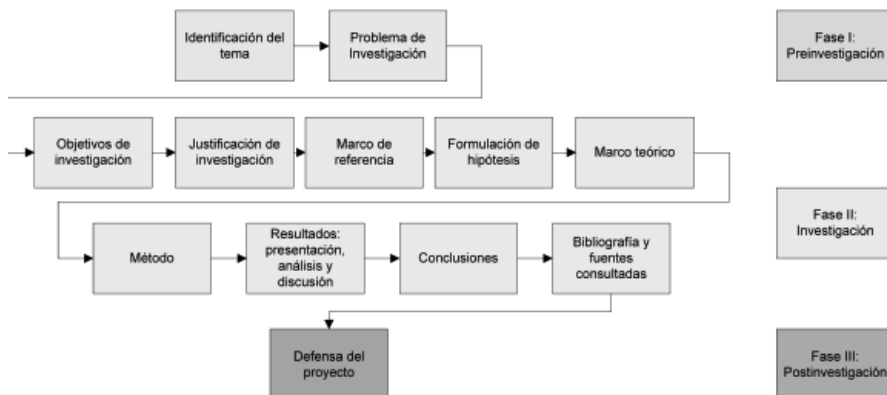 Identificación del
tema
Problema de
Investigación
Fase I:
Preinvestigación
Objetivos de
investigación
Justificación de
investigación
Marco de
referencia
Formulación de
hipótesis
Marco teórico
Fase II:
Investigación
Método
Resultados:
presentación,
análisis y
discusión
Conclusiones
Bibliografía y
fuentes
consultadas
Defensa del
proyecto
Fase III:
Postinvestigación